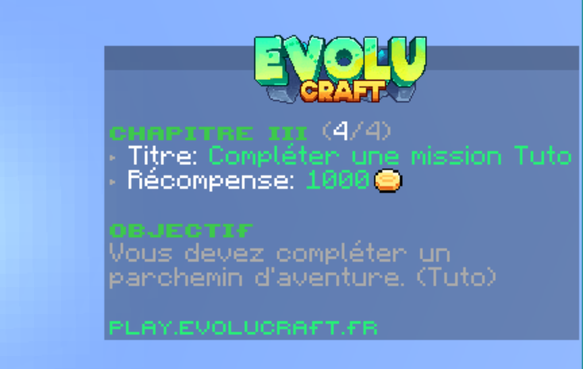 EVOLU
CRAFT
CHAPITRE III (4/4)
▸ Titre: Compléter une mission Tuto
▸ Récompense: 1000
OBJECTIF
Vous devez compléter un
parchemin d'aventure. (Tuto)
PLAY.EVOLUCRAFT.FR